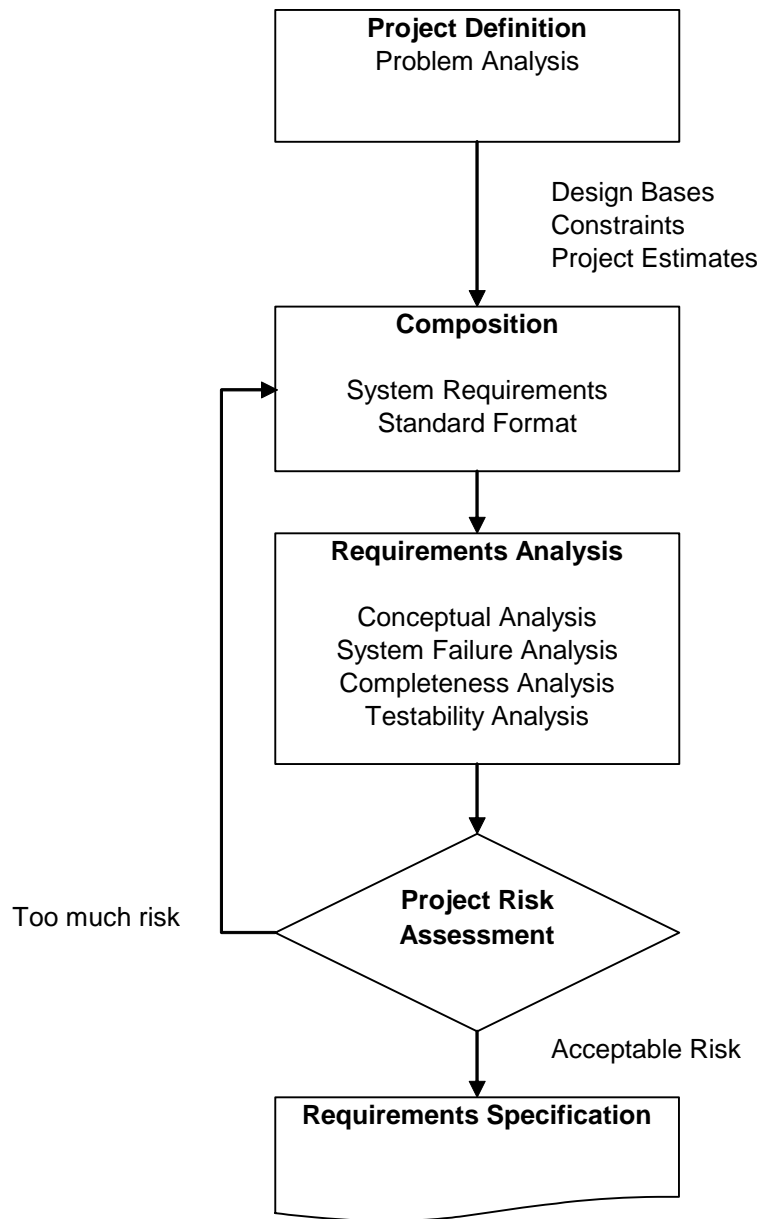 Project Definition
Problem Analysis
Design Bases
Constraints
Project Estimates
Composition
System Requirements
Standard Format
Requirements Analysis
Conceptual Analysis
System Failure Analysis
Completeness Analysis
Testability Analysis
Too much risk
Project Risk
Assessment
Acceptable Risk
Requirements Specification